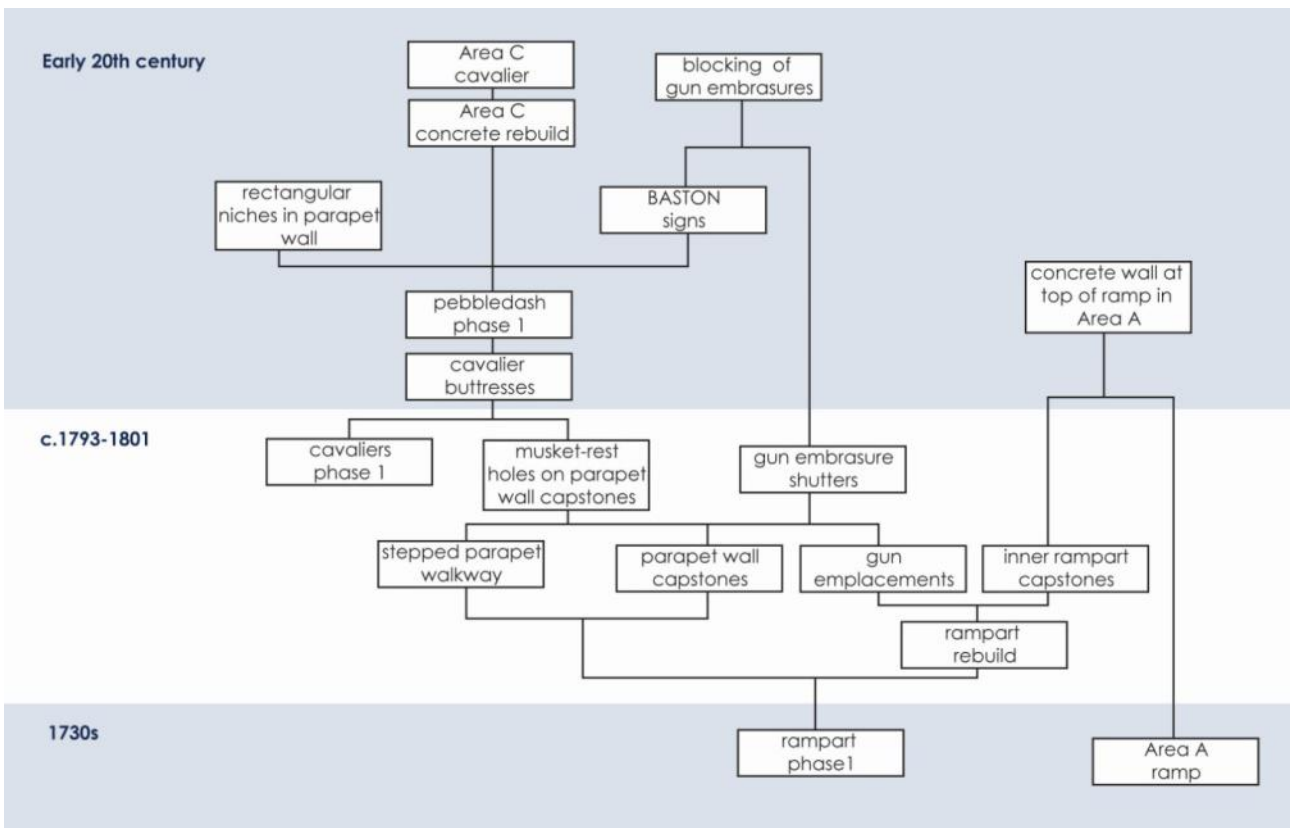 Early 20th century
Area C
cavalier
blocking of
gun embrasures
Area C
concrete rebuild
rectangular
niches in parapet
wall
BASTON
signs
concrete wall at
top of ramp in
Area A
pebbledash
phase 1
cavalier
buttresses
c.1793-1801
cavaliers
phase 1
musket-rest
holes on parapet
wall capstones
gun embrasure
shutters
stepped parapet
walkway
parapet wall
capstones
gun
emplacements
inner rampart
capstones
rampart
rebuild
1730s
rampart
phase1
Area A
ramp